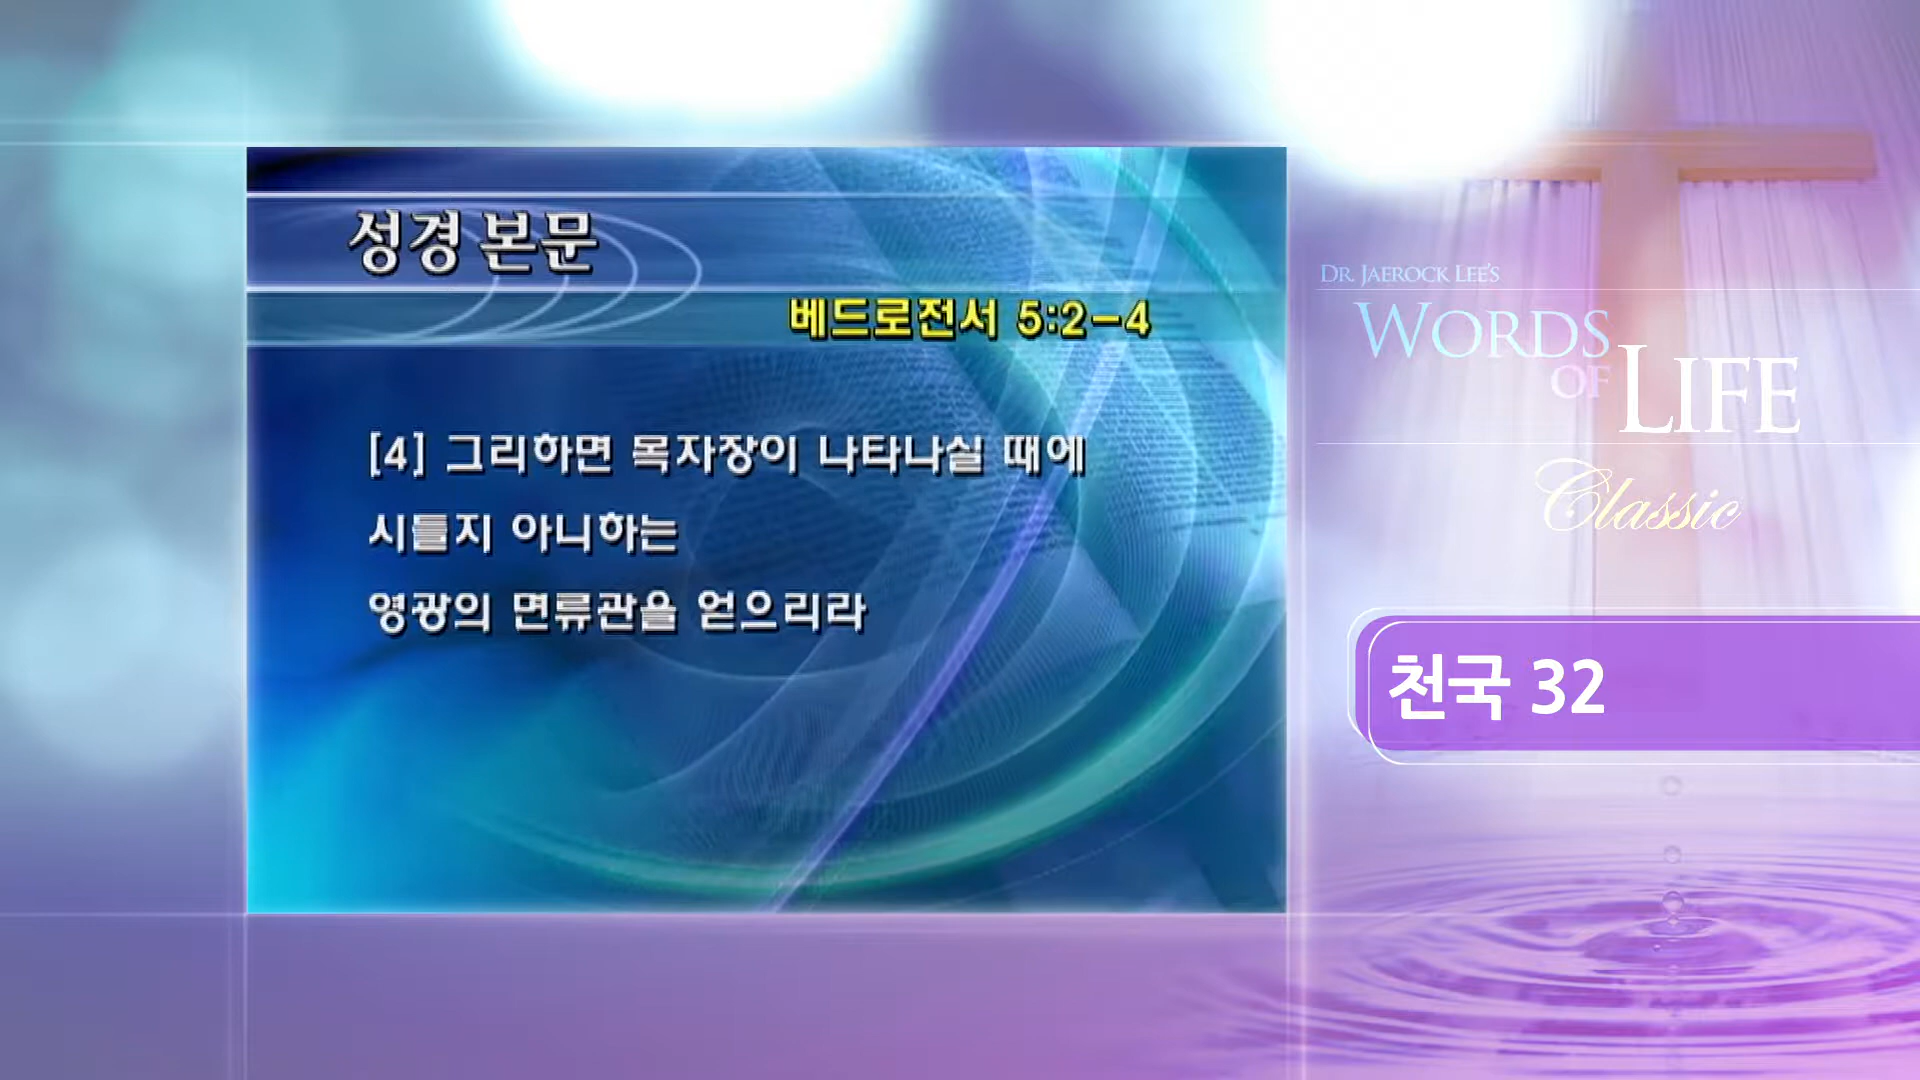 성경 본문
베드로전서 5:2-4
[4] 그리하면 목자장이 나타나실 때에
시들지 아니하는
영광의 면류관을 얻으리라
DR. JAEROCK LEE'S
WORDS
OF LIFE
Classic
천국 32